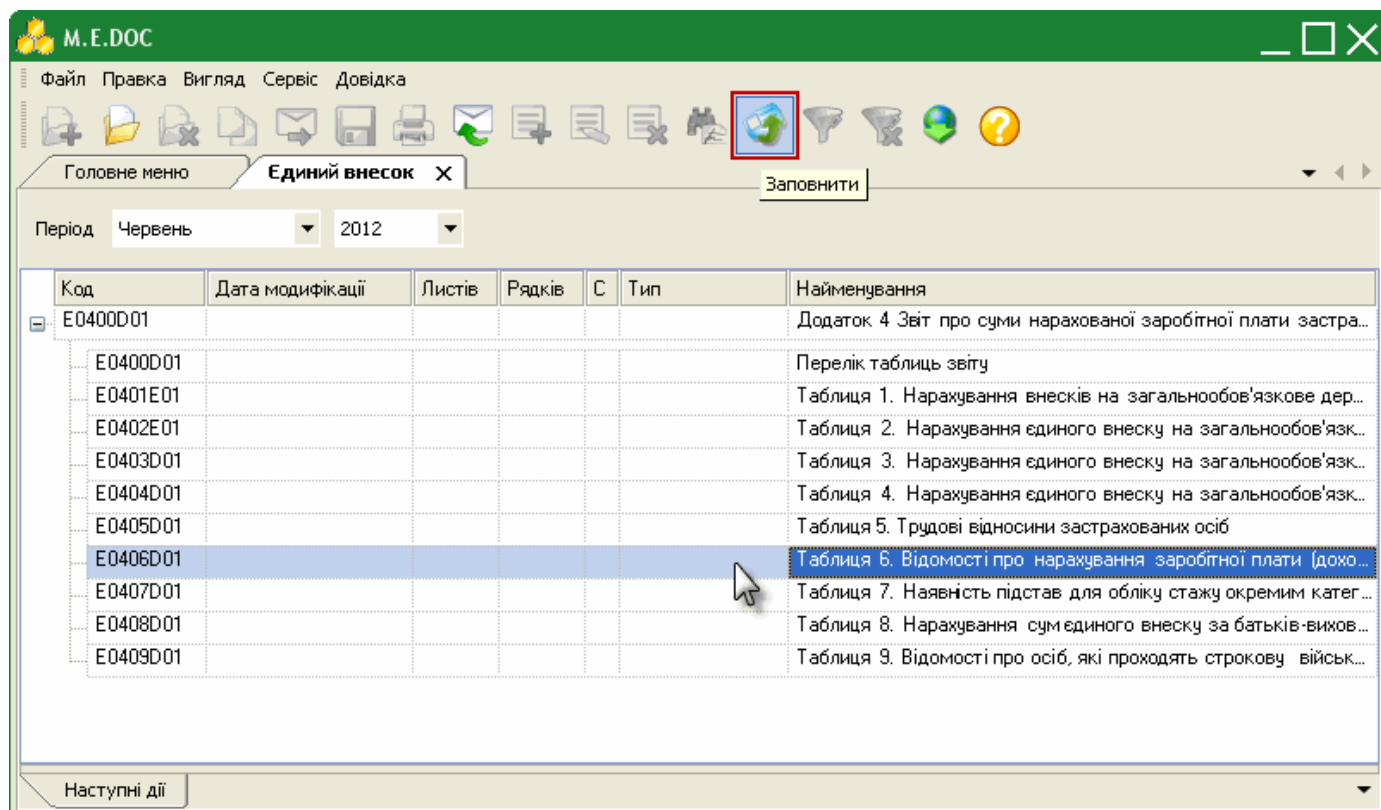 M.E.DOC
Файл Правка Вигляд Сервіс Довідка
Головне меню Єдиний внесок
Заповнити
Період Червень 2012
Код Дата модифікації Листів Рядків С Тип Найменування
E0400D01 Додаток 4 Звіт про суми нарахованої заробітної плати застра...
E0400D01 Перелік таблиць звіту
E0401E01 Таблиця 1. Нарахування внесків на загальнообов'язкове дер...
E0402E01 Таблиця 2. Нарахування єдиного внеску на загальнообов'язк...
E0403D01 Таблиця 3. Нарахування єдиного внеску на загальнообов'язк...
E0404D01 Таблиця 4. Нарахування єдиного внеску на загальнообов'язк...
E0405D01 Таблиця 5. Трудові відносини застрахованих осіб
E0406D01 Таблиця 6. Відомості про нарахування заробітної плати (дохо...
E0407D01 Таблиця 7. Наявність підстав для обліку стажу окремим катег...
E0408D01 Таблиця 8. Нарахування сум єдиного внеску за батьків-вихов...
E0409D01 Таблиця 9. Відомості про осіб, які проходять строкову військ...
Наступні дії